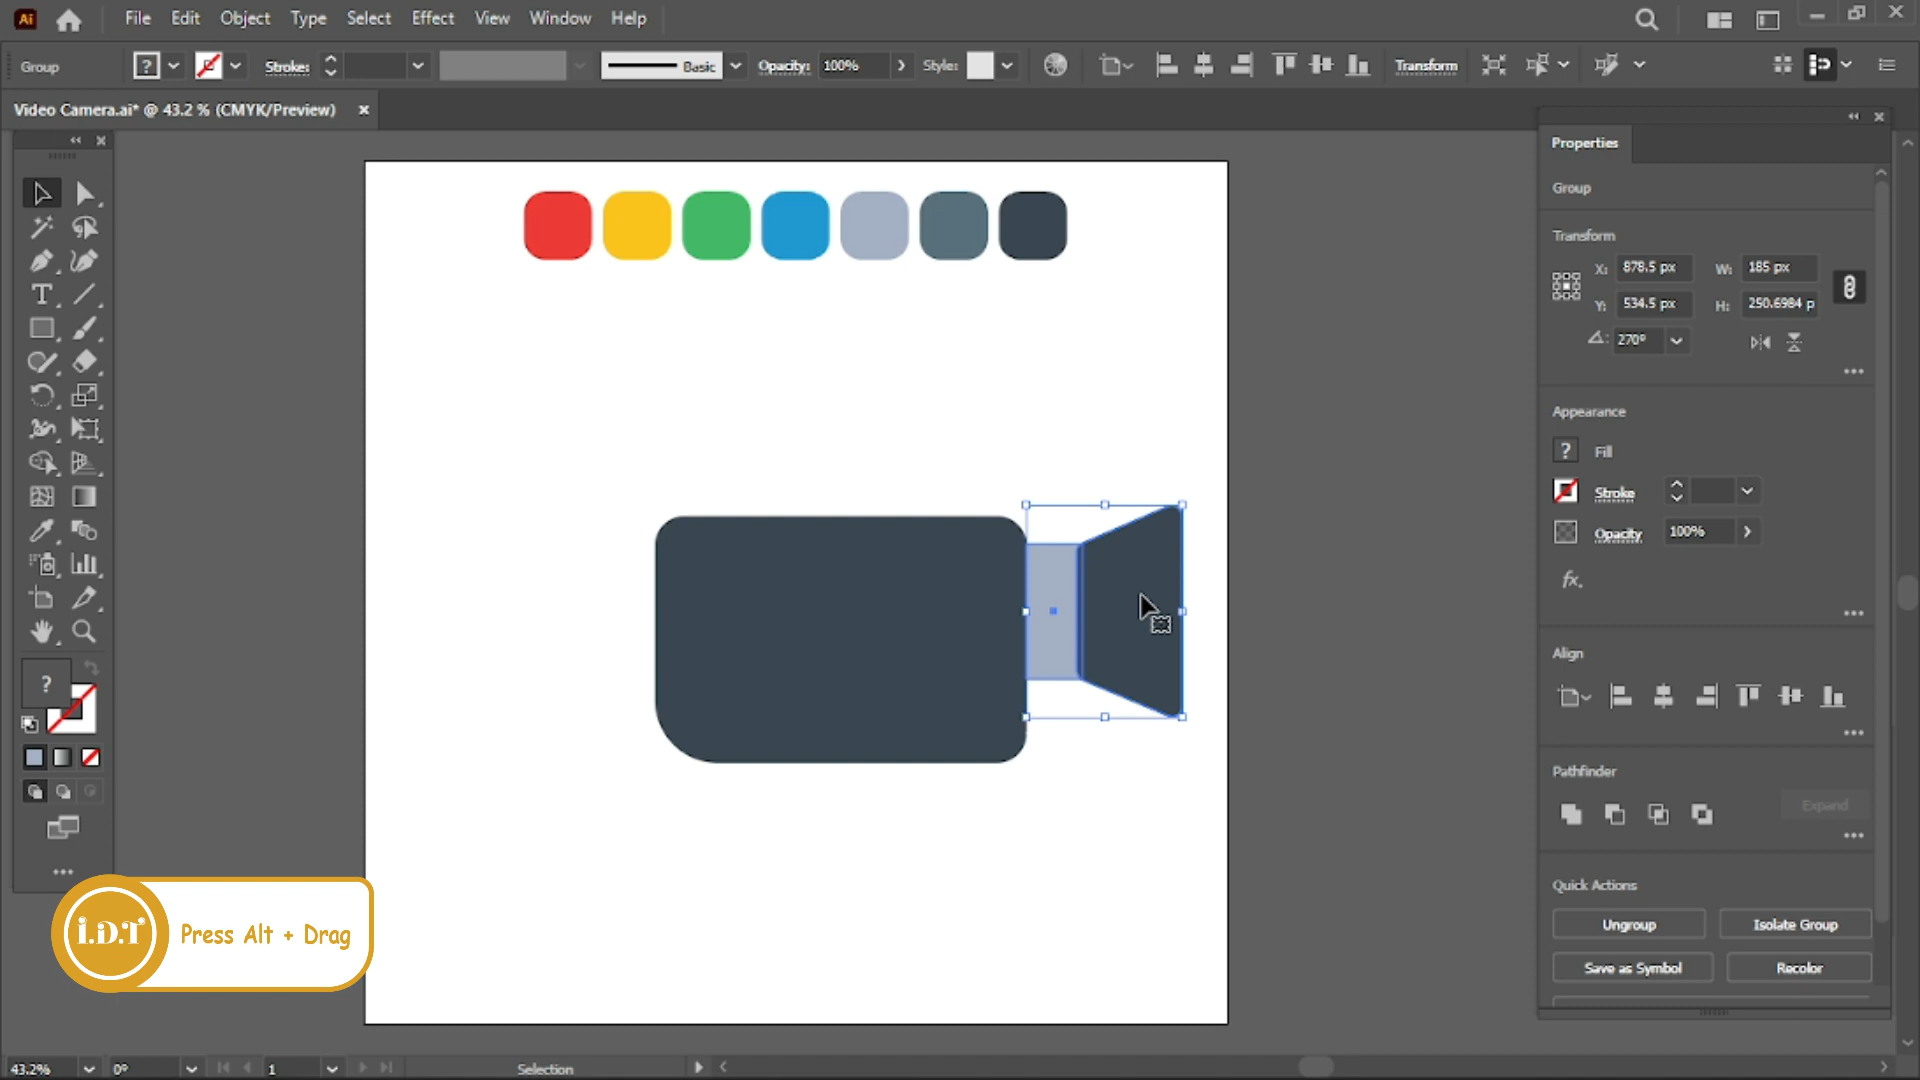 Ai File Edit Object Type Select Effect View Window Help
Group ? Stroke: Basic Opacity: 100% Style: Transform
Video Camera.ai* @ 43.2 % (CMYK/Preview)
Properties
Group
Transform
X: 878.5 px W: 185 px
Y: 534.5 px H: 250.6984 p
270°
Appearance
? Fill
Stroke
Opacity 100%
fx.
Align
Pathfinder
Expand
Quick Actions
Ungroup Isolate Group
Save as Symbol Recolor
T
?
i.D.T Press Alt + Drag
43.2% 0° 1 Selection